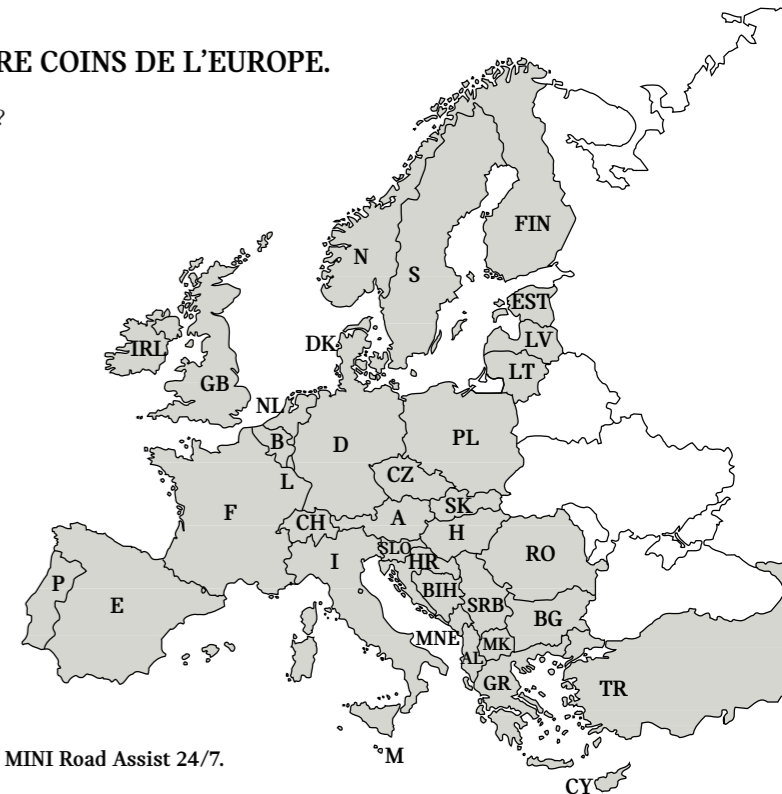 RE COINS DE L’EUROPE.
?
FIN
N
S
EST
DK
LV
IRL
LT
GB
NL
B
D
PL
L
CZ
SK
F
CH
A
H
SLO
RO
I
HR
P
BIH
E
SRB
BG
MNE
MK
AL
GR
TR
MINI Road Assist 24/7.
M
CY